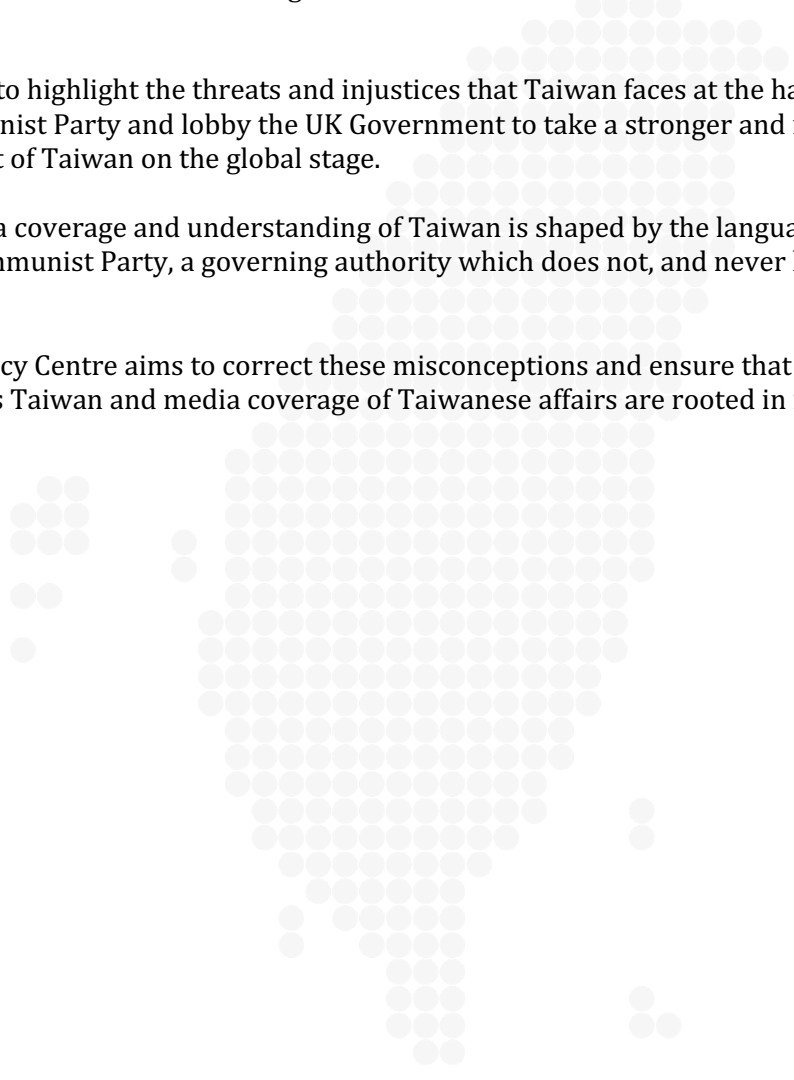 to highlight the threats and injustices that Taiwan faces at the ha
nist Party and lobby the UK Government to take a stronger and
of Taiwan on the global stage.
a coverage and understanding of Taiwan is shaped by the langua
mmunist Party, a governing authority which does not, and never
cy Centre aims to correct these misconceptions and ensure that
s Taiwan and media coverage of Taiwanese affairs are rooted in